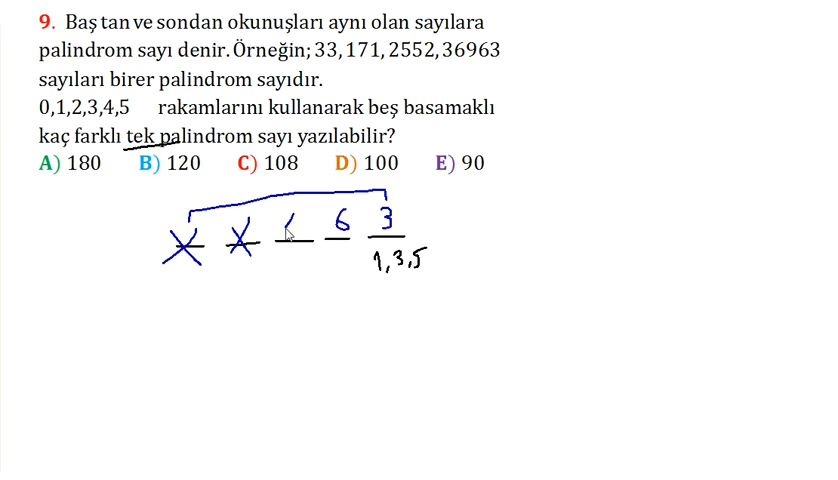 9. Baştan ve sondan okunuşları aynı olan sayılara
palindrom sayı denir. Örneğin; 33, 171, 2552, 36963
sayıları birer palindrom sayıdır.
0,1,2,3,4,5 rakamlarını kullanarak beş basamaklı
kaç farklı tek palindrom sayı yazılabilir?
A) 180 B) 120 C) 108 D) 100 E) 90
6 3
1,3,5